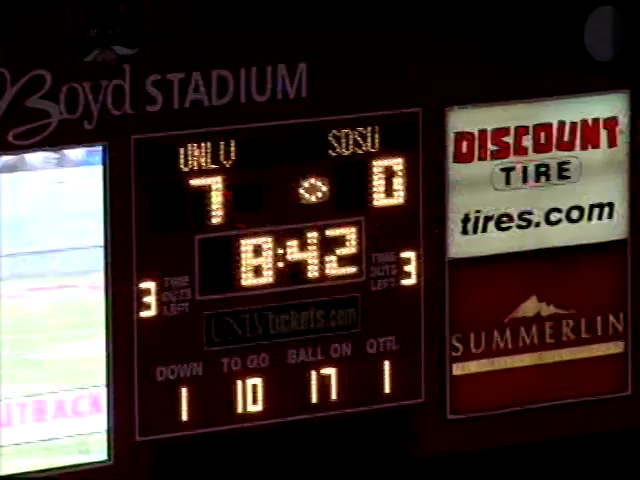 Boyd STADIUM
UNLV SDSU
7 0
8:42
3 TIME OUTS LEFT
TIME OUTS LEFT 3
UNLVtickets.com
DOWN TO GO BALL ON QTR
1 10 17 1
DISCOUNT
TIRE
tires.com
SUMMERLIN
UTBACK